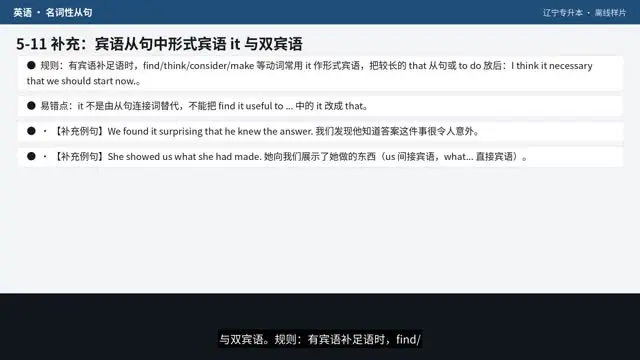 英语 · 名词性从句
辽宁专升本 · 离线样片
5-11 补充：宾语从句中形式宾语 it 与双宾语
● 规则：有宾语补足语时，find/think/consider/make 等动词常用 it 作形式宾语，把较长的 that 从句或 to do 放后：I think it necessary
that we should start now.。
● 易错点：it 不是由从句连接词替代，不能把 find it useful to ... 中的 it 改成 that。
● · 【补充例句】We found it surprising that he knew the answer. 我们发现他知道答案这件事很令人意外。
● · 【补充例句】She showed us what she had made. 她向我们展示了她做的东西（us 间接宾语，what... 直接宾语）。
与双宾语。规则：有宾语补足语时，find/